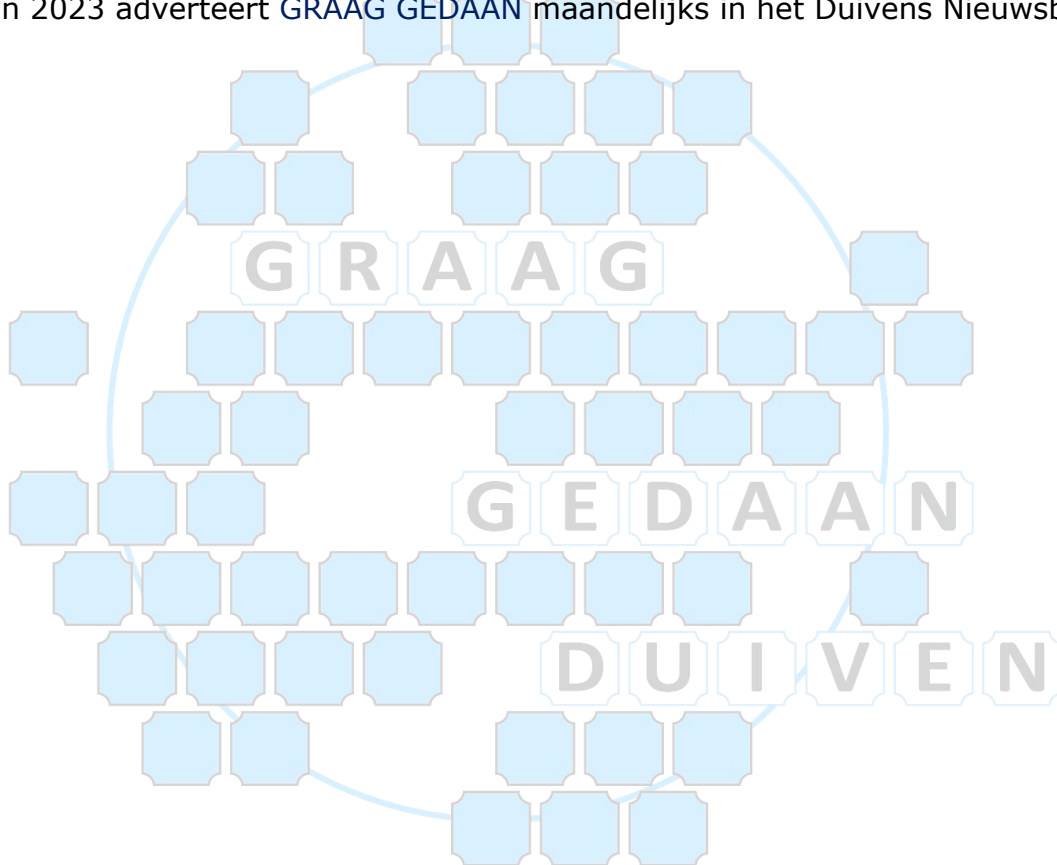 n 2023 adverteert GRAAG GEDAAN maandelijks in het Duivens Nieuwsb
GRAAG
GEDAAN
DUIVEN